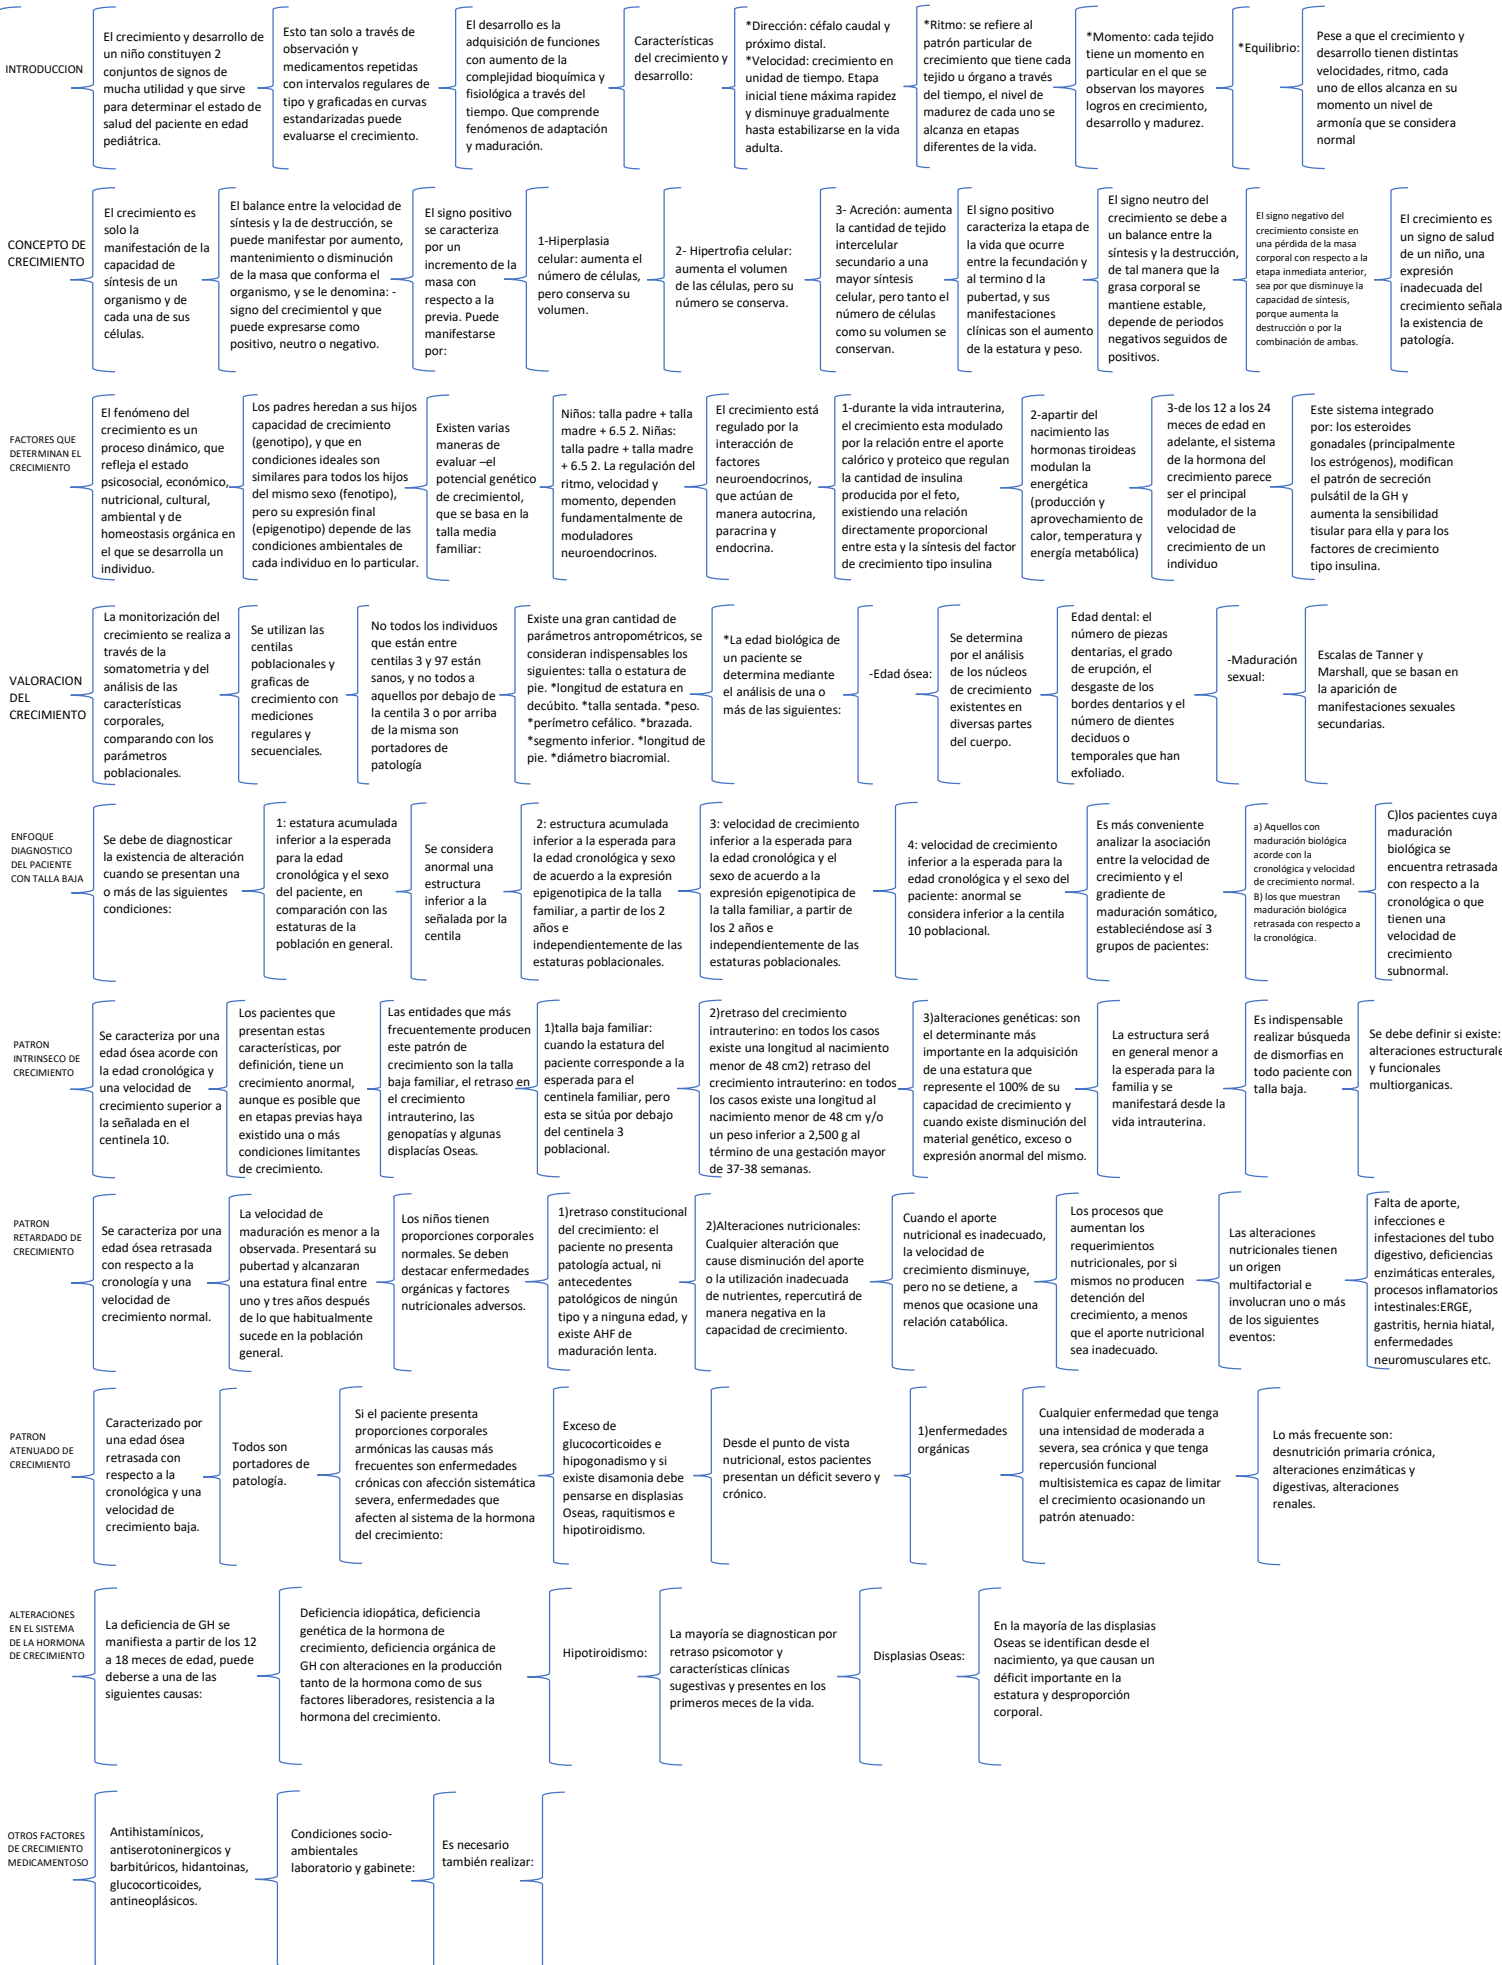 INTRODUCCION
El crecimiento y desarrollo de
un niño constituyen 2
conjuntos de signos de
mucha utilidad y que sirve
para determinar el estado de
salud del paciente en edad
pediátrica.
Esto tan solo a través de
observación y
medicamentos repetidas
con intervalos regulares de
tipo y graficadas en curvas
estandarizadas puede
evaluarse el crecimiento.
El desarrollo es la
adquisición de funciones
con aumento de la
complejidad bioquímica y
fisiológica a través del
tiempo. Que comprende
fenómenos de adaptación
y maduración.
Características
del crecimiento y
desarrollo:
*Dirección: céfalo caudal y
próximo distal.
*Velocidad: crecimiento en
unidad de tiempo. Etapa
inicial tiene máxima rapidez
y disminuye gradualmente
hasta estabilizarse en la vida
adulta.
*Ritmo: se refiere al
patrón particular de
crecimiento que tiene cada
tejido u órgano a través
del tiempo, el nivel de
madurez de cada uno se
alcanza en etapas
diferentes de la vida.
*Momento: cada tejido
tiene un momento en
particular en el que se
observan los mayores
logros en crecimiento,
desarrollo y madurez.
*Equilibrio:
Pese a que el crecimiento y
desarrollo tienen distintas
velocidades, ritmo, cada
uno de ellos alcanza en su
momento un nivel de
armonía que se considera
normal
CONCEPTO DE
CRECIMIENTO
El crecimiento es
solo la
manifestación de la
capacidad de
síntesis de un
organismo y de
cada una de sus
células.
El balance entre la velocidad de
síntesis y la de destrucción, se
puede manifestar por aumento,
mantenimiento o disminución
de la masa que conforma el
organismo, y se le denomina: -
signo del crecimientol y que
puede expresarse como
positivo, neutro o negativo.
El signo positivo
se caracteriza
por un
incremento de la
masa con
respecto a la
previa. Puede
manifestarse
por:
1-Hiperplasia
celular: aumenta el
número de células,
pero conserva su
volumen.
2- Hipertrofia celular:
aumenta el volumen
de las células, pero su
número se conserva.
3- Acreción: aumenta
la cantidad de tejido
intercelular
secundario a una
mayor síntesis
celular, pero tanto el
número de células
como su volumen se
conservan.
El signo positivo
caracteriza la etapa de
la vida que ocurre
entre la fecundación y
al termino d la
pubertad, y sus
manifestaciones
clínicas son el aumento
de la estatura y peso.
El signo neutro del
crecimiento se debe a
un balance entre la
síntesis y la destrucción,
de tal manera que la
grasa corporal se
mantiene estable,
depende de periodos
negativos seguidos de
positivos.
El signo negativo del
crecimiento consiste en
una pérdida de la masa
corporal con respecto a la
etapa inmediata anterior,
sea por que disminuye la
capacidad de síntesis,
porque aumenta la
destrucción o por la
combinación de ambas.
El crecimiento es
un signo de salud
de un niño, una
expresión
inadecuada del
crecimiento señala
la existencia de
patología.
FACTORES QUE
DETERMINAN EL
CRECIMIENTO
El fenómeno del
crecimiento es un
proceso dinámico, que
refleja el estado
psicosocial, económico,
nutricional, cultural,
ambiental y de
homeostasis orgánica en
el que se desarrolla un
individuo.
Los padres heredan a sus hijos
capacidad de crecimiento
(genotipo), y que en
condiciones ideales son
similares para todos los hijos
del mismo sexo (fenotipo),
pero su expresión final
(epigenotipo) depende de las
condiciones ambientales de
cada individuo en lo particular.
Existen varias
maneras de
evaluar –el
potencial genético
de crecimientol,
que se basa en la
talla media
familiar:
Niños: talla padre + talla
madre + 6.5 2. Niñas:
talla padre + talla madre
+ 6.5 2. La regulación del
ritmo, velocidad y
momento, dependen
fundamentalmente de
moduladores
neuroendocrinos.
El crecimiento está
regulado por la
interacción de
factores
neuroendocrinos,
que actúan de
manera autocrina,
paracrina y
endocrina.
1-durante la vida intrauterina,
el crecimiento esta modulado
por la relación entre el aporte
calórico y proteico que regulan
la cantidad de insulina
producida por el feto,
existiendo una relación
directamente proporcional
entre esta y la síntesis del factor
de crecimiento tipo insulina
2-apartir del
nacimiento las
hormonas tiroideas
modulan la
energética
(producción y
aprovechamiento de
calor, temperatura y
energía metabólica)
3-de los 12 a los 24
meces de edad en
adelante, el sistema
de la hormona del
crecimiento parece
ser el principal
modulador de la
velocidad de
crecimiento de un
individuo
Este sistema integrado
por: los esteroides
gonadales (principalmente
los estrógenos), modifican
el patrón de secreción
pulsátil de la GH y
aumenta la sensibilidad
tisular para ella y para los
factores de crecimiento
tipo insulina.
VALORACION
DEL
CRECIMIENTO
La monitorización del
crecimiento se realiza a
través de la
somatometria y del
análisis de las
características
corporales,
comparando con los
parámetros
poblacionales.
Se utilizan las
centilas
poblacionales y
graficas de
crecimiento con
mediciones
regulares y
secuenciales.
No todos los individuos
que están entre
centilas 3 y 97 están
sanos, y no todos a
aquellos por debajo de
la centila 3 o por arriba
de la misma son
portadores de
patología
Existe una gran cantidad de
parámetros antropométricos, se
consideran indispensables los
siguientes: talla o estatura de
pie. *longitud de estatura en
decúbito. *talla sentada. *peso.
*perímetro cefálico. *brazada.
*segmento inferior. *longitud de
pie. *diámetro biacromial.
*La edad biológica de
un paciente se
determina mediante
el análisis de una o
más de las siguientes:
-Edad ósea:
Se determina
por el análisis
de los núcleos
de crecimiento
existentes en
diversas partes
del cuerpo.
Edad dental: el
número de piezas
dentarias, el grado
de erupción, el
desgaste de los
bordes dentarios y el
número de dientes
deciduos o
temporales que han
exfoliado.
-Maduración
sexual:
Escalas de Tanner y
Marshall, que se basan en
la aparición de
manifestaciones sexuales
secundarias.
ENFOQUE
DIAGNOSTICO
DEL PACIENTE
CON TALLA BAJA
Se debe de diagnosticar
la existencia de alteración
cuando se presentan una
o más de las siguientes
condiciones:
1: estatura acumulada
inferior a la esperada
para la edad
cronológica y el sexo
del paciente, en
comparación con las
estaturas de la
población en general.
Se considera
anormal una
estructura
inferior a la
señalada por la
centila
2: estructura acumulada
inferior a la esperada para
la edad cronológica y sexo
de acuerdo a la expresión
epigenotipica de la talla
familiar, a partir de los 2
años e
independientemente de las
estaturas poblacionales.
3: velocidad de crecimiento
inferior a la esperada para
la edad cronológica y el
sexo de acuerdo a la
expresión epigenotipica de
la talla familiar, a partir de
los 2 años e
independientemente de las
estaturas poblacionales.
4: velocidad de crecimiento
inferior a la esperada para la
edad cronológica y el sexo del
paciente: anormal se
considera inferior a la centila
10 poblacional.
Es más conveniente
analizar la asociación
entre la velocidad de
crecimiento y el
gradiente de
maduración somático,
estableciéndose así 3
grupos de pacientes:
a) Aquellos con
maduración biológica
acorde con la
cronológica y velocidad
de crecimiento normal.
B) los que muestran
maduración biológica
retrasada con respecto a
la cronológica.
C)los pacientes cuya
maduración
biológica se
encuentra retrasada
con respecto a la
cronológica o que
tienen una
velocidad de
crecimiento
subnormal.
PATRON
INTRINSECO DE
CRECIMIENTO
Se caracteriza por una
edad ósea acorde con
la edad cronológica y
una velocidad de
crecimiento superior a
la señalada en el
centinela 10.
Los pacientes que
presentan estas
características, por
definición, tiene un
crecimiento anormal,
aunque es posible que
en etapas previas haya
existido una o más
condiciones limitantes
de crecimiento.
Las entidades que más
frecuentemente producen
este patrón de
crecimiento son la talla
baja familiar, el retraso en
el crecimiento
intrauterino, las
genopatías y algunas
displacías Oseas.
1)talla baja familiar:
cuando la estatura del
paciente corresponde a la
esperada para el
centinela familiar, pero
esta se sitúa por debajo
del centinela 3
poblacional.
2)retraso del crecimiento
intrauterino: en todos los casos
existe una longitud al nacimiento
menor de 48 cm2) retraso del
crecimiento intrauterino: en todos
los casos existe una longitud al
nacimiento menor de 48 cm y/o
un peso inferior a 2,500 g al
término de una gestación mayor
de 37-38 semanas.
3)alteraciones genéticas: son
el determinante más
importante en la adquisición
de una estatura que
represente el 100% de su
capacidad de crecimiento y
cuando existe disminución del
material genético, exceso o
expresión anormal del mismo.
La estructura será
en general menor a
la esperada para la
familia y se
manifestará desde la
vida intrauterina.
Es indispensable
realizar búsqueda
de dismorfias en
todo paciente con
talla baja.
Se debe definir si existe:
alteraciones estructurale
y funcionales
multiorganicas.
PATRON
RETARDADO DE
CRECIMIENTO
Se caracteriza por una
edad ósea retrasada
con respecto a la
cronología y una
velocidad de
crecimiento normal.
La velocidad de
maduración es menor a la
observada. Presentará su
pubertad y alcanzaran
una estatura final entre
uno y tres años después
de lo que habitualmente
sucede en la población
general.
Los niños tienen
proporciones corporales
normales. Se deben
destacar enfermedades
orgánicas y factores
nutricionales adversos.
1)retraso constitucional
del crecimiento: el
paciente no presenta
patología actual, ni
antecedentes
patológicos de ningún
tipo y a ninguna edad, y
existe AHF de
maduración lenta.
2)Alteraciones nutricionales:
Cualquier alteración que
cause disminución del aporte
o la utilización inadecuada
de nutrientes, repercutirá de
manera negativa en la
capacidad de crecimiento.
Cuando el aporte
nutricional es inadecuado,
la velocidad de
crecimiento disminuye,
pero no se detiene, a
menos que ocasione una
relación catabólica.
Los procesos que
aumentan los
requerimientos
nutricionales, por si
mismos no producen
detención del
crecimiento, a menos
que el aporte nutricional
sea inadecuado.
Las alteraciones
nutricionales tienen
un origen
multifactorial e
involucran uno o más
de los siguientes
eventos:
Falta de aporte,
infecciones e
infestaciones del tubo
digestivo, deficiencias
enzimáticas enterales,
procesos inflamatorios
intestinales:ERGE,
gastritis, hernia hiatal,
enfermedades
neuromusculares etc.
PATRON
ATENUADO DE
CRECIMIENTO
Caracterizado por
una edad ósea
retrasada con
respecto a la
cronológica y una
velocidad de
crecimiento baja.
Todos son
portadores de
patología.
Si el paciente presenta
proporciones corporales
armónicas las causas más
frecuentes son enfermedades
crónicas con afección sistemática
severa, enfermedades que
afecten al sistema de la hormona
del crecimiento:
Exceso de
glucocorticoides e
hipogonadismo y si
existe disamonia debe
pensarse en displasias
Oseas, raquitismos e
hipotiroidismo.
Desde el punto de vista
nutricional, estos pacientes
presentan un déficit severo y
crónico.
1)enfermedades
orgánicas
Cualquier enfermedad que tenga
una intensidad de moderada a
severa, sea crónica y que tenga
repercusión funcional
multisistemica es capaz de limitar
el crecimiento ocasionando un
patrón atenuado:
Lo más frecuente son:
desnutrición primaria crónica,
alteraciones enzimáticas y
digestivas, alteraciones
renales.
ALTERACIONES
EN EL SISTEMA
DE LA HORMONA
DE CRECIMIENTO
La deficiencia de GH se
manifiesta a partir de los 12
a 18 meces de edad, puede
deberse a una de las
siguientes causas:
Deficiencia idiopática, deficiencia
genética de la hormona de
crecimiento, deficiencia orgánica de
GH con alteraciones en la producción
tanto de la hormona como de sus
factores liberadores, resistencia a la
hormona del crecimiento.
Hipotiroidismo:
La mayoría se diagnostican por
retraso psicomotor y
características clínicas
sugestivas y presentes en los
primeros meces de la vida.
Displasias Oseas:
En la mayoría de las displasias
Oseas se identifican desde el
nacimiento, ya que causan un
déficit importante en la
estatura y desproporción
corporal.
OTROS FACTORES
DE CRECIMIENTO
MEDICAMENTOSO
Antihistamínicos,
antiserotoninergicos y
barbitúricos, hidantoinas,
glucocorticoides,
antineoplásicos.
Condiciones socio-
ambientales
laboratorio y gabinete:
Es necesario
también realizar: